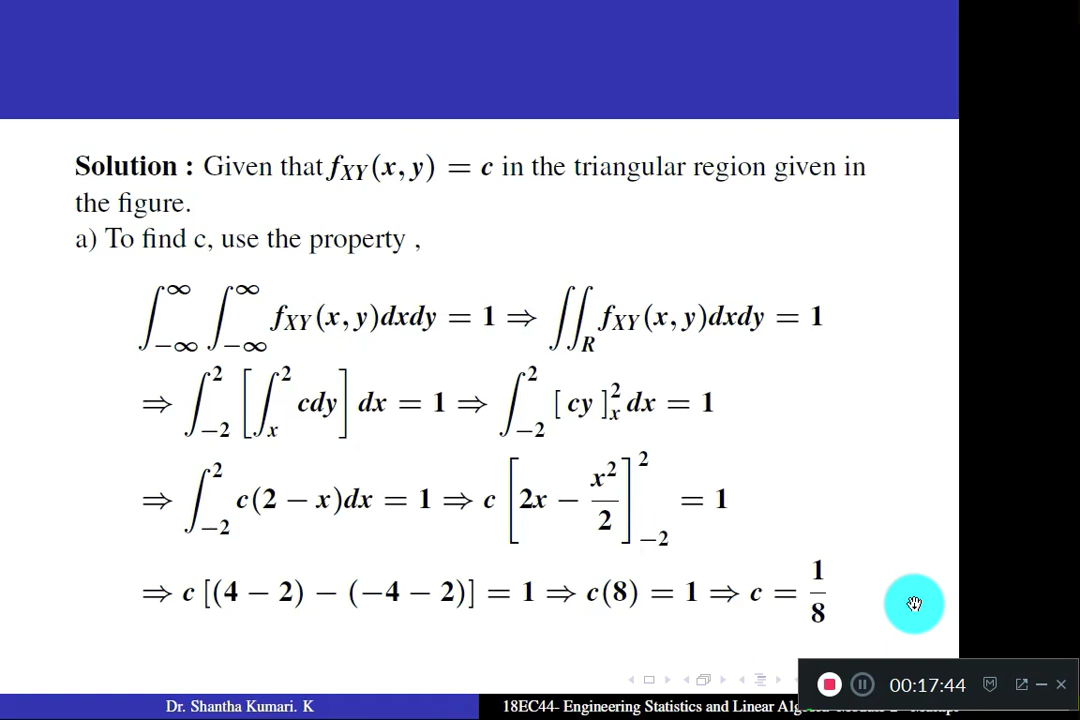 Solution : Given that f_XY(x, y) = c in the triangular region given in
the figure.
a) To find c, use the property ,
∫_{−∞}^{∞} ∫_{−∞}^{∞} f_XY(x, y)dxdy = 1 ⇒ ∬_R f_XY(x, y)dxdy = 1
⇒ ∫_{−2}^{2} [∫_x^2 cdy] dx = 1 ⇒ ∫_{−2}^{2} [ cy ]_x^2 dx = 1
⇒ ∫_{−2}^{2} c(2 − x)dx = 1 ⇒ c [2x − x²/2]_{−2}^{2} = 1
⇒ c [(4 − 2) − (−4 − 2)] = 1 ⇒ c(8) = 1 ⇒ c = 1/8
00:17:44
Dr. Shantha Kumari. K
18EC44- Engineering Statistics and Linear